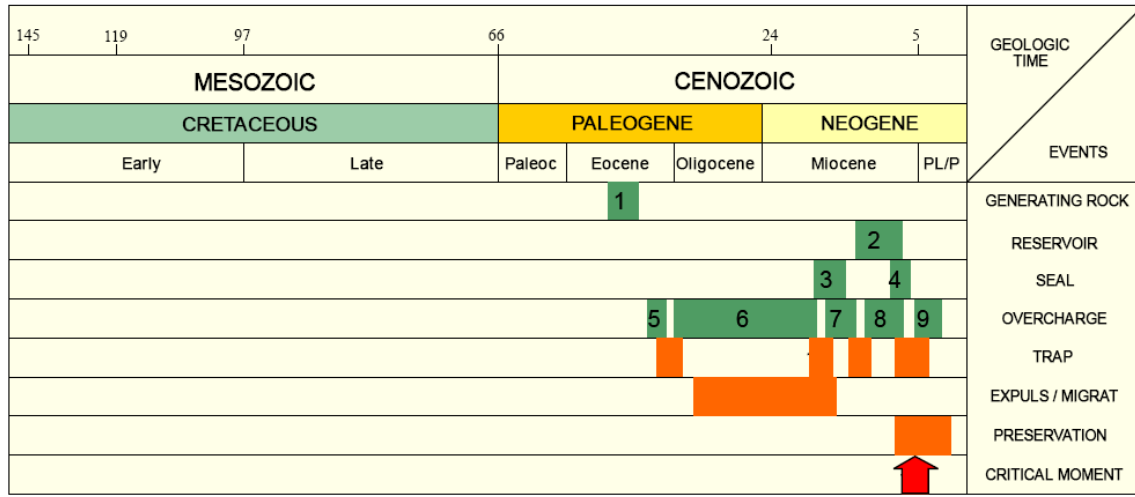 145 119 97 66 24 5
GEOLOGIC
TIME
MESOZOIC CENOZOIC
CRETACEOUS PALEOGENE NEOGENE
EVENTS
Early Late Paleoc Eocene Oligocene Miocene PL/P
1 GENERATING ROCK
2 RESERVOIR
3 4 SEAL
5 6 7 8 9 OVERCHARGE
TRAP
EXPULS / MIGRAT
PRESERVATION
CRITICAL MOMENT